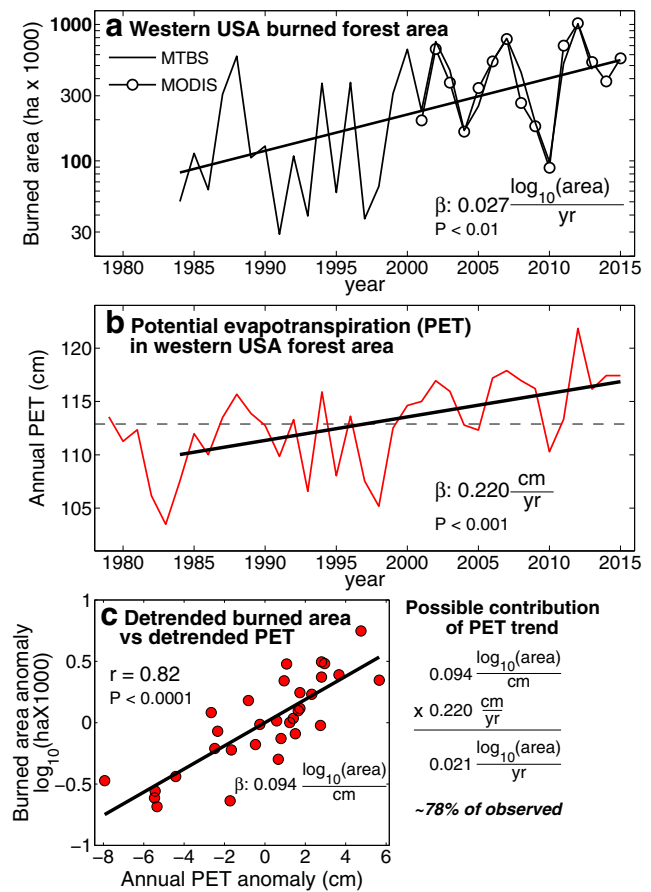 a Western USA burned forest area
1000
300
100
30
Burned area (ha x 1000)
MTBS
MODIS
β: 0.027 log10(area)
yr
P < 0.01
1980 1985 1990 1995 2000 2005 2010 2015
year
b Potential evapotranspiration (PET)
in western USA forest area
120
115
110
105
Annual PET (cm)
β: 0.220 cm
yr
P < 0.001
1980 1985 1990 1995 2000 2005 2010 2015
year
c Detrended burned area
vs detrended PET
1
0.5
0
−0.5
−1
Burned area anomaly
log10(haX1000)
r = 0.82
P < 0.0001
β: 0.094 log10(area)
cm
−8 −6 −4 −2 0 2 4 6
Annual PET anomaly (cm)
Possible contribution
of PET trend
0.094 log10(area)
cm
x 0.220 cm
yr
0.021 log10(area)
yr
~78% of observed